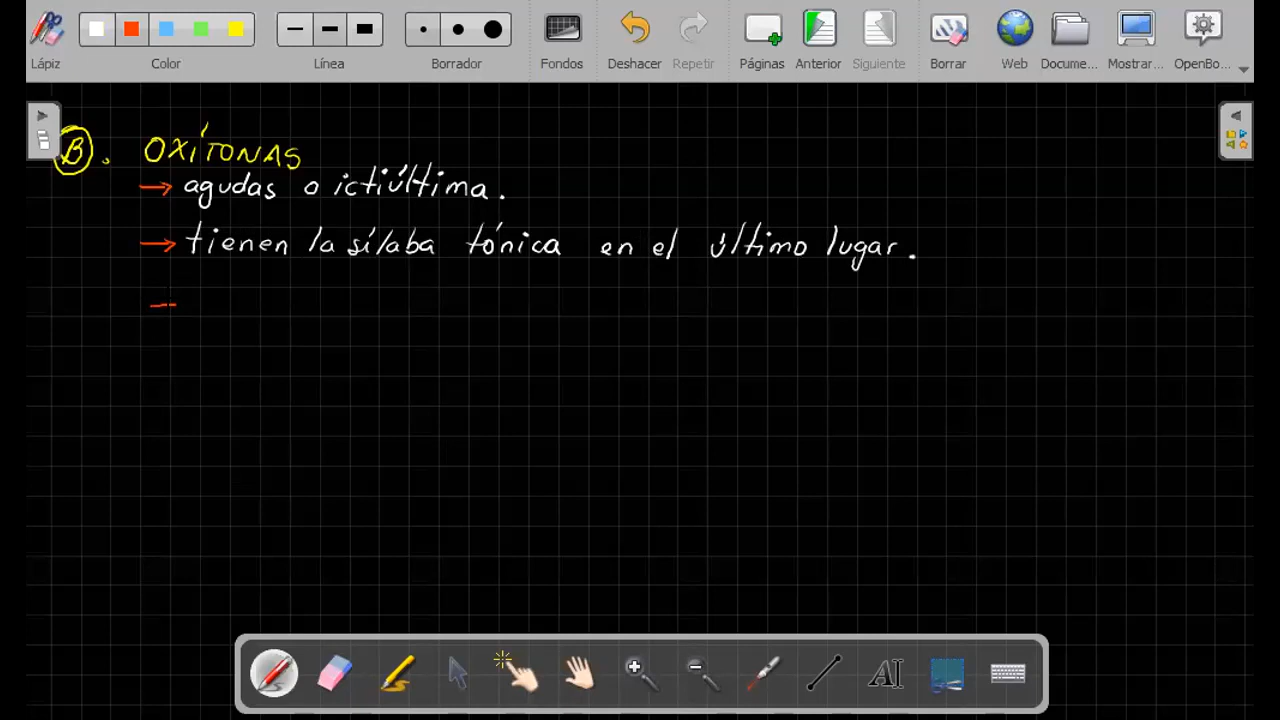 Lápiz Color Línea Borrador Fondos Deshacer Repetir Páginas Anterior Siguiente Borrar Web Docume... Mostrar... OpenBo...
B. OXÍTONAS
→ agudas o ictiúltima.
→ tienen la sílaba tónica en el último lugar.